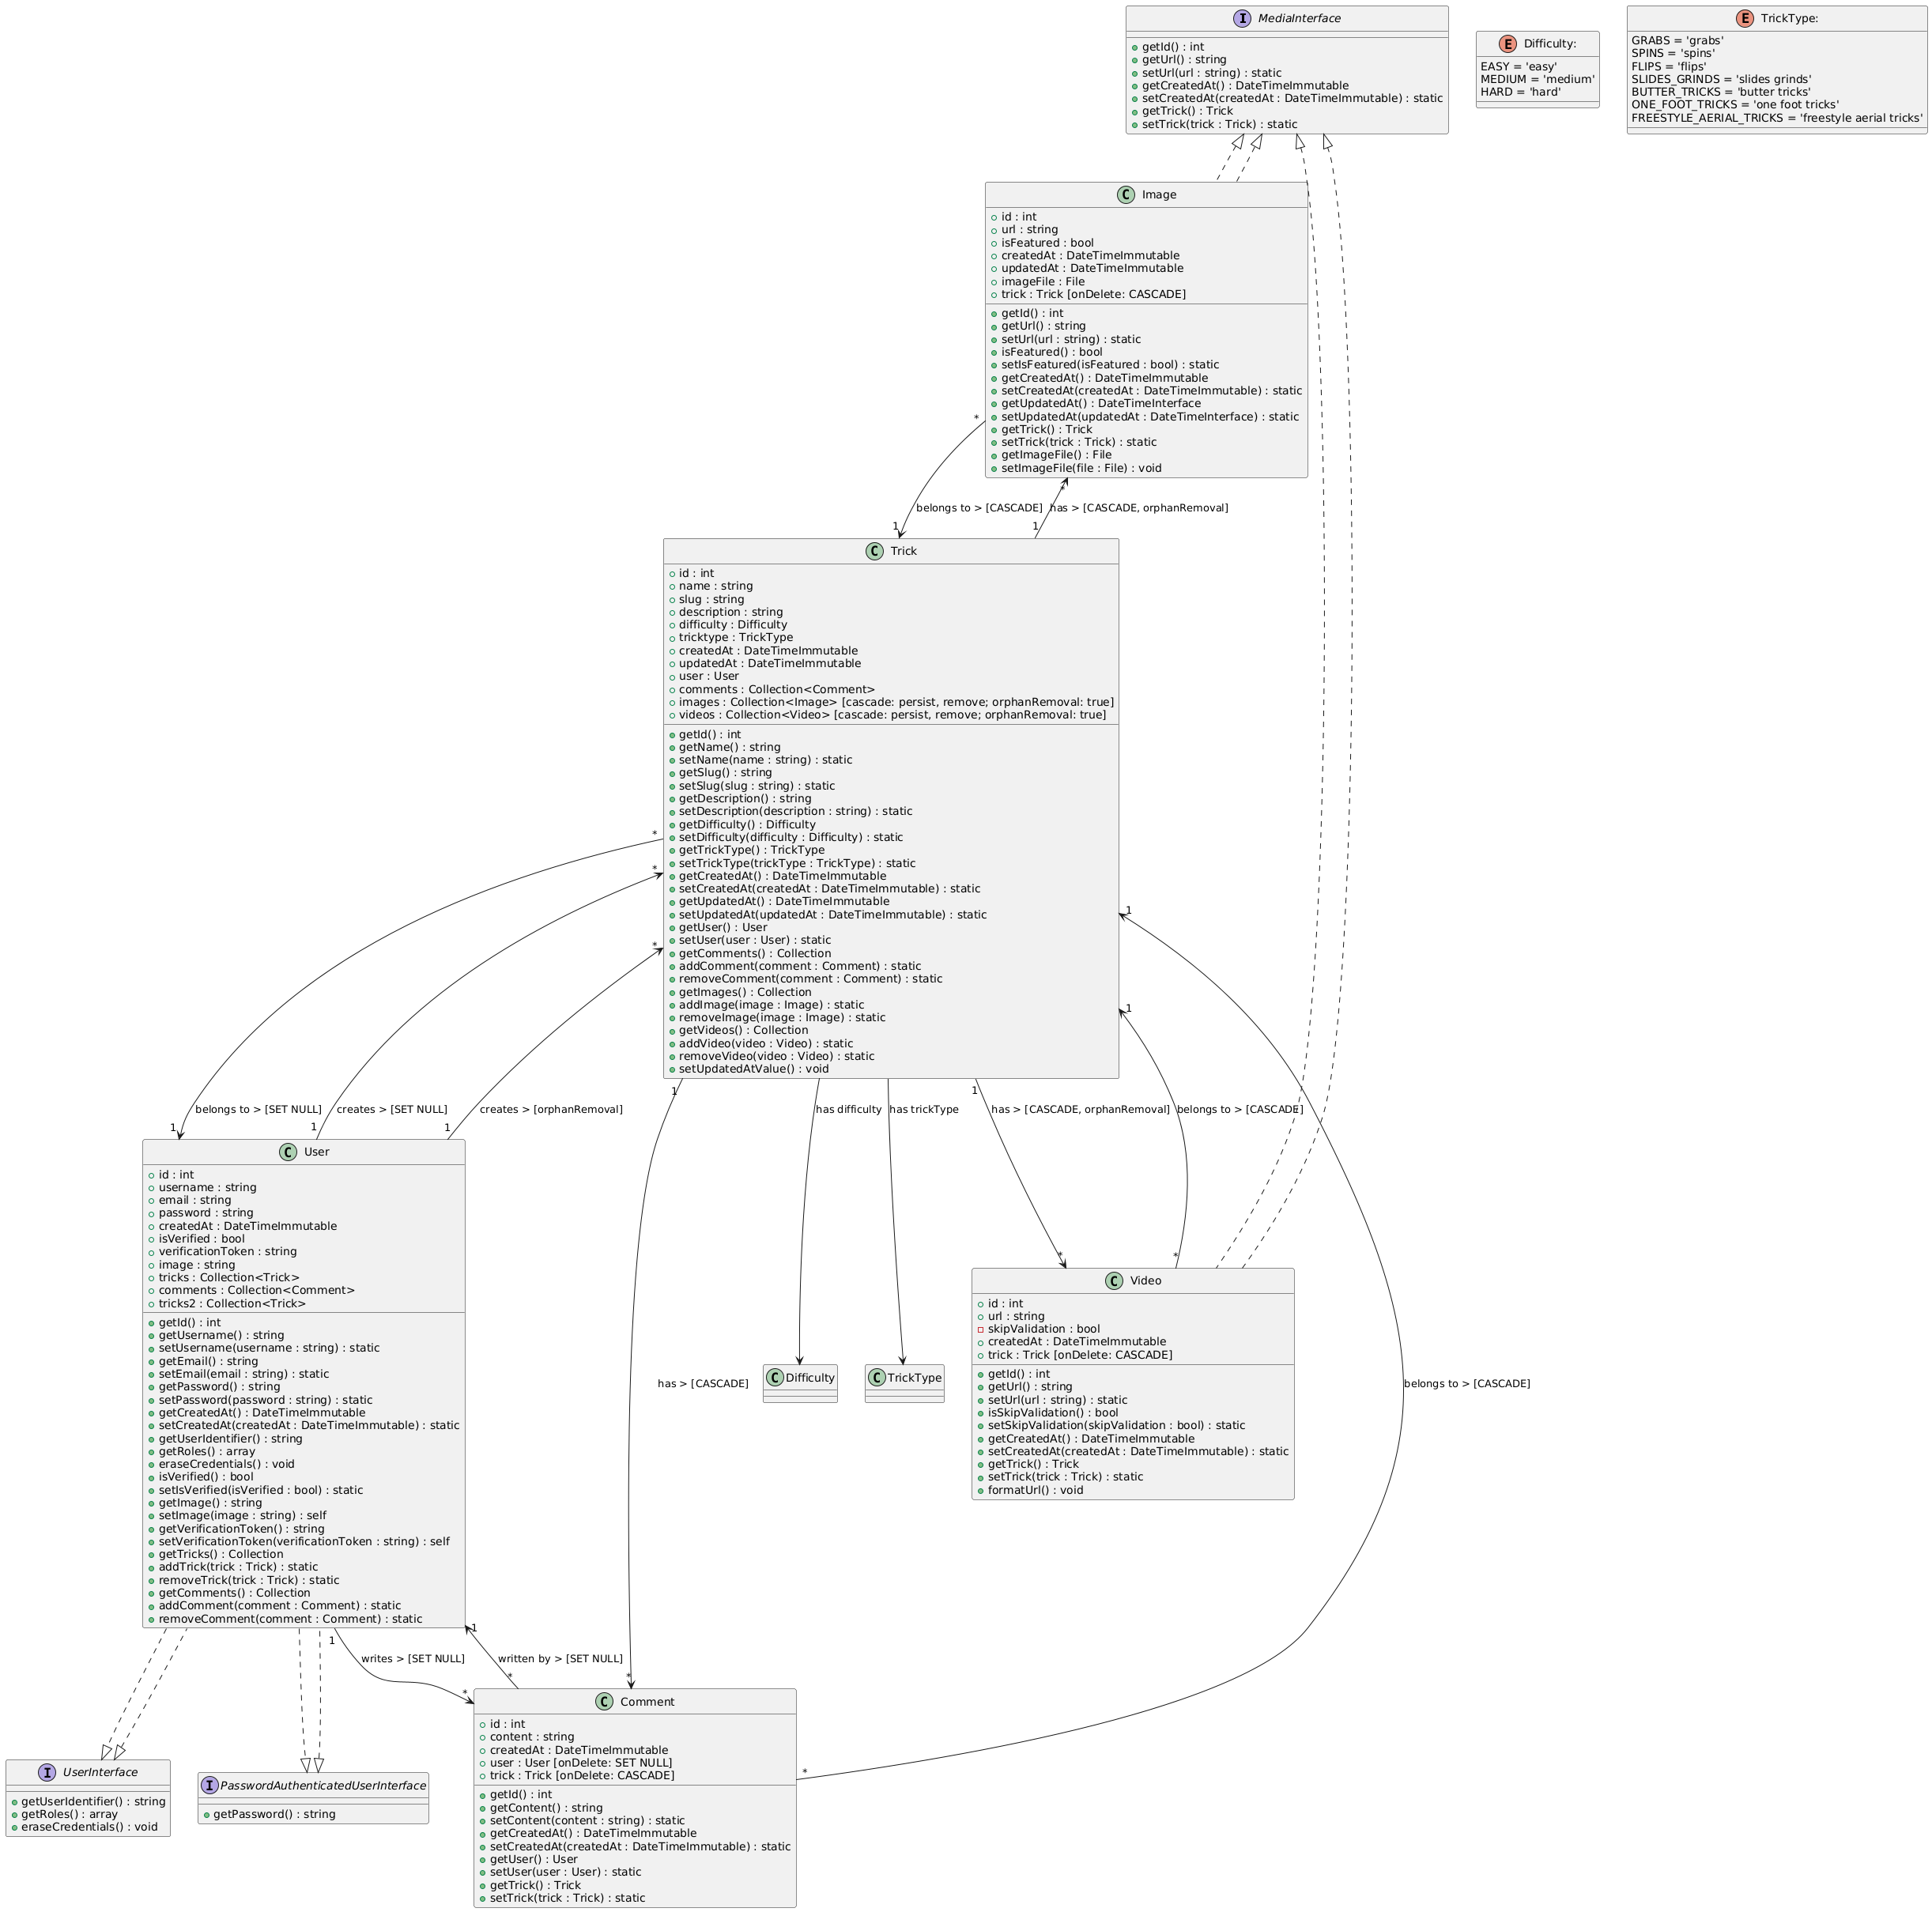 MediaInterface
getId() : int
getUrl() : string
setUrl(url : string) : static
getCreatedAt() : DateTimeImmutable
setCreatedAt(createdAt : DateTimeImmutable) : static
getTrick() : Trick
setTrick(trick : Trick) : static
Difficulty:
EASY = 'easy'
MEDIUM = 'medium'
HARD = 'hard'
TrickType:
GRABS = 'grabs'
SPINS = 'spins'
FLIPS = 'flips'
SLIDES_GRINDS = 'slides grinds'
BUTTER_TRICKS = 'butter tricks'
ONE_FOOT_TRICKS = 'one foot tricks'
FREESTYLE_AERIAL_TRICKS = 'freestyle aerial tricks'
Image
id : int
url : string
isFeatured : bool
createdAt : DateTimeImmutable
updatedAt : DateTimeImmutable
imageFile : File
trick : Trick [onDelete: CASCADE]
getId() : int
getUrl() : string
setUrl(url : string) : static
isFeatured() : bool
setIsFeatured(isFeatured : bool) : static
getCreatedAt() : DateTimeImmutable
setCreatedAt(createdAt : DateTimeImmutable) : static
getUpdatedAt() : DateTimeInterface
setUpdatedAt(updatedAt : DateTimeInterface) : static
getTrick() : Trick
setTrick(trick : Trick) : static
getImageFile() : File
setImageFile(file : File) : void
*
*
belongs to > [CASCADE]
has > [CASCADE, orphanRemoval]
1
1
Trick
id : int
name : string
slug : string
description : string
difficulty : Difficulty
tricktype : TrickType
createdAt : DateTimeImmutable
updatedAt : DateTimeImmutable
user : User
comments : Collection<Comment>
images : Collection<Image> [cascade: persist, remove; orphanRemoval: true]
videos : Collection<Video> [cascade: persist, remove; orphanRemoval: true]
getId() : int
getName() : string
setName(name : string) : static
getSlug() : string
setSlug(slug : string) : static
getDescription() : string
setDescription(description : string) : static
getDifficulty() : Difficulty
setDifficulty(difficulty : Difficulty) : static
getTrickType() : TrickType
setTrickType(trickType : TrickType) : static
getCreatedAt() : DateTimeImmutable
setCreatedAt(createdAt : DateTimeImmutable) : static
getUpdatedAt() : DateTimeImmutable
setUpdatedAt(updatedAt : DateTimeImmutable) : static
getUser() : User
setUser(user : User) : static
getComments() : Collection
addComment(comment : Comment) : static
removeComment(comment : Comment) : static
getImages() : Collection
addImage(image : Image) : static
removeImage(image : Image) : static
getVideos() : Collection
addVideo(video : Video) : static
removeVideo(video : Video) : static
setUpdatedAtValue() : void
*
*
*
1
1
1
1
belongs to > [SET NULL]
creates > [SET NULL]
creates > [orphanRemoval]
has difficulty
has trickType
has > [CASCADE, orphanRemoval]
belongs to > [CASCADE]
1
1
1
User
id : int
username : string
email : string
password : string
createdAt : DateTimeImmutable
isVerified : bool
verificationToken : string
image : string
tricks : Collection<Trick>
comments : Collection<Comment>
tricks2 : Collection<Trick>
getId() : int
getUsername() : string
setUsername(username : string) : static
getEmail() : string
setEmail(email : string) : static
getPassword() : string
setPassword(password : string) : static
getCreatedAt() : DateTimeImmutable
setCreatedAt(createdAt : DateTimeImmutable) : static
getUserIdentifier() : string
getRoles() : array
eraseCredentials() : void
isVerified() : bool
setIsVerified(isVerified : bool) : static
getImage() : string
setImage(image : string) : self
getVerificationToken() : string
setVerificationToken(verificationToken : string) : self
getTricks() : Collection
addTrick(trick : Trick) : static
removeTrick(trick : Trick) : static
getComments() : Collection
addComment(comment : Comment) : static
removeComment(comment : Comment) : static
has > [CASCADE]
Difficulty
TrickType
*
*
Video
id : int
url : string
skipValidation : bool
createdAt : DateTimeImmutable
trick : Trick [onDelete: CASCADE]
getId() : int
getUrl() : string
setUrl(url : string) : static
isSkipValidation() : bool
setSkipValidation(skipValidation : bool) : static
getCreatedAt() : DateTimeImmutable
setCreatedAt(createdAt : DateTimeImmutable) : static
getTrick() : Trick
setTrick(trick : Trick) : static
formatUrl() : void
belongs to > [CASCADE]
1
1
writes > [SET NULL]
written by > [SET NULL]
*
*
*
*
UserInterface
getUserIdentifier() : string
getRoles() : array
eraseCredentials() : void
PasswordAuthenticatedUserInterface
getPassword() : string
Comment
id : int
content : string
createdAt : DateTimeImmutable
user : User [onDelete: SET NULL]
trick : Trick [onDelete: CASCADE]
getId() : int
getContent() : string
setContent(content : string) : static
getCreatedAt() : DateTimeImmutable
setCreatedAt(createdAt : DateTimeImmutable) : static
getUser() : User
setUser(user : User) : static
getTrick() : Trick
setTrick(trick : Trick) : static